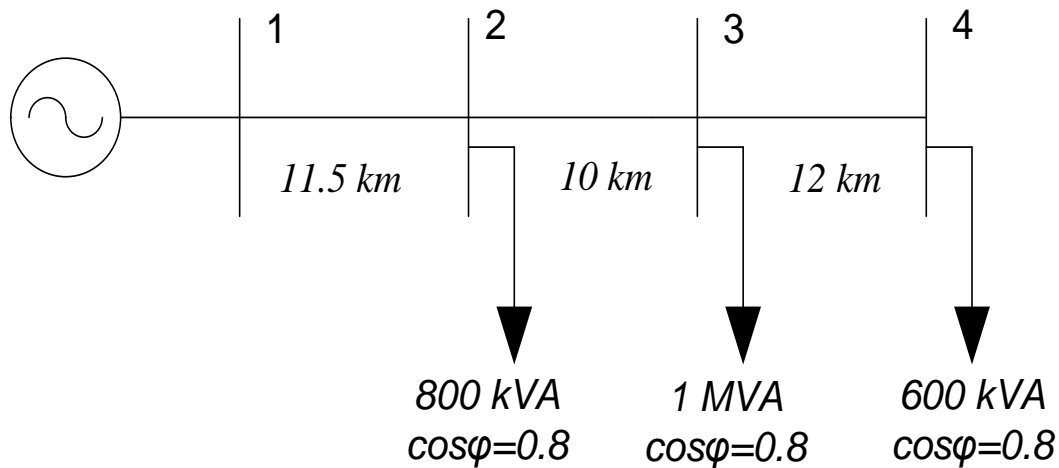 1
2
3
4
11.5 km
10 km
12 km
800 kVA
cosφ=0.8
1 MVA
cosφ=0.8
600 kVA
cosφ=0.8